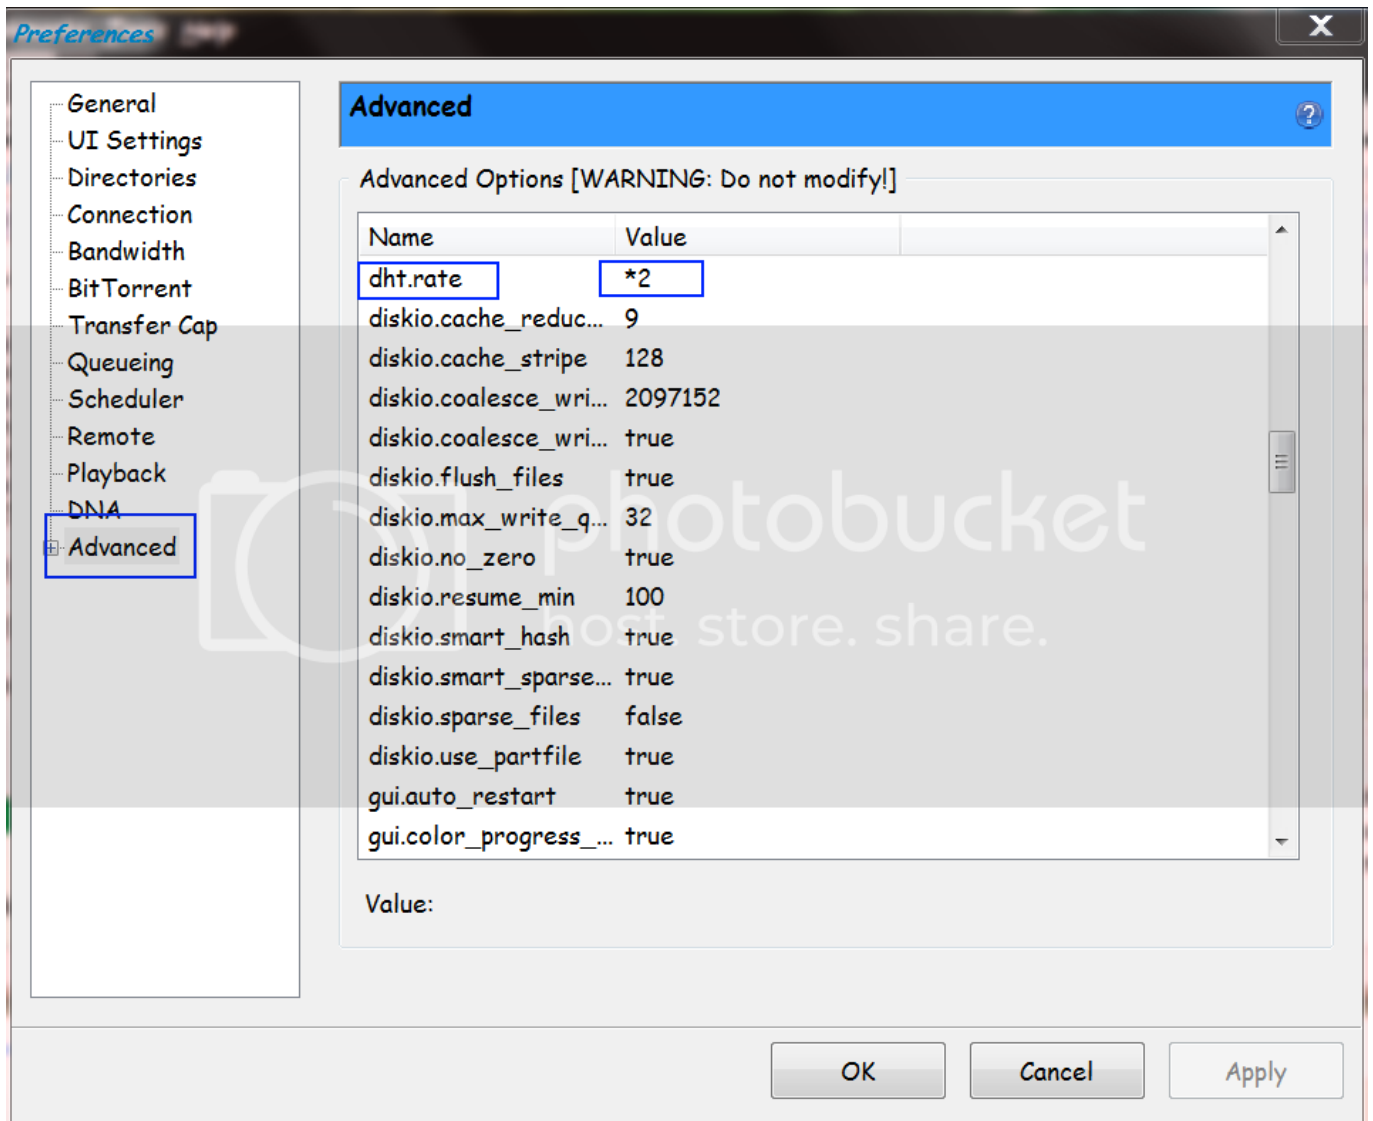 Preferences
Help
General
UI Settings
Directories
Connection
Bandwidth
BitTorrent
Transfer Cap
Queueing
Scheduler
Remote
Playback
DNA
Advanced
Advanced
Advanced Options [WARNING: Do not modify!]
Name Value
dht.rate *2
diskio.cache_reduc... 9
diskio.cache_stripe 128
diskio.coalesce_wri... 2097152
diskio.coalesce_wri... true
diskio.flush_files true
diskio.max_write_q... 32
diskio.no_zero true
diskio.resume_min 100
diskio.smart_hash true
diskio.smart_sparse... true
diskio.sparse_files false
diskio.use_partfile true
gui.auto_restart true
gui.color_progress_... true
Value:
OK Cancel Apply
photobucket
host. store. share.